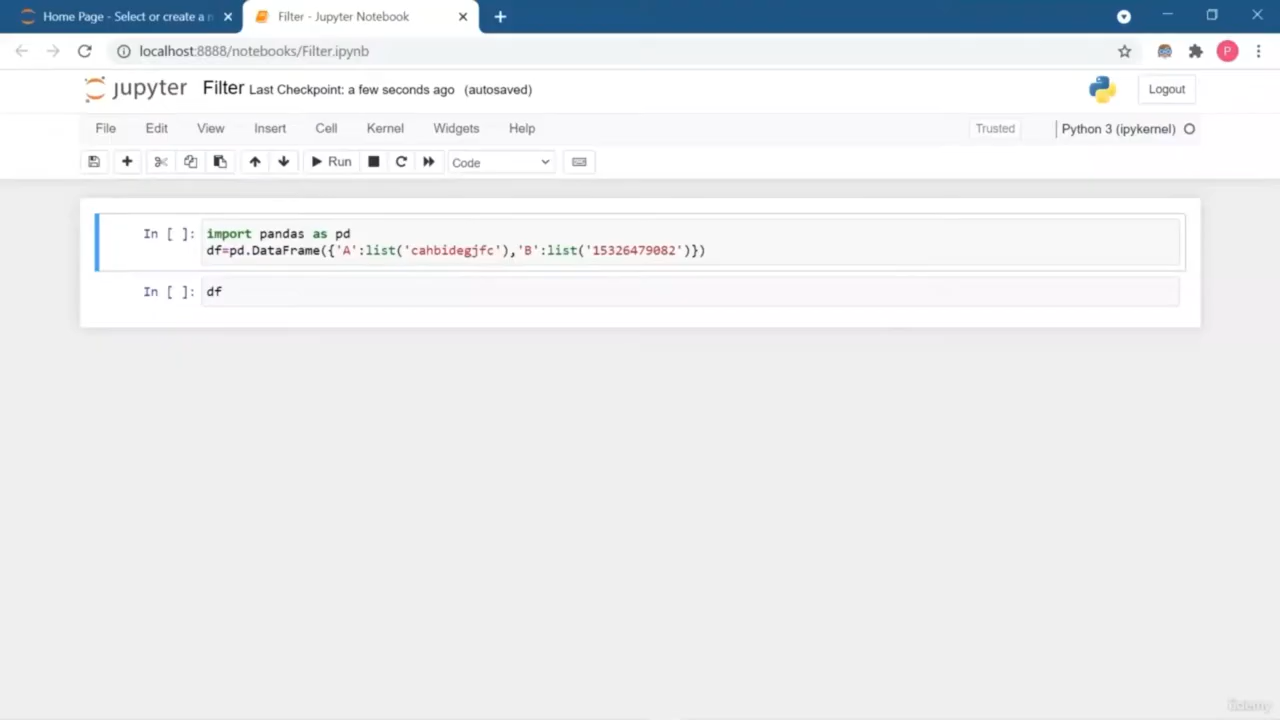 Home Page - Select or create a n
Filter - Jupyter Notebook
localhost:8888/notebooks/Filter.ipynb
P
jupyter Filter Last Checkpoint: a few seconds ago (autosaved)
Logout
File Edit View Insert Cell Kernel Widgets Help
Trusted
Python 3 (ipykernel)
Run
Code
In [ ]: import pandas as pd
df=pd.DataFrame({'A':list('cahbidegjfc'),'B':list('15326479082')})
In [ ]: df
Udemy